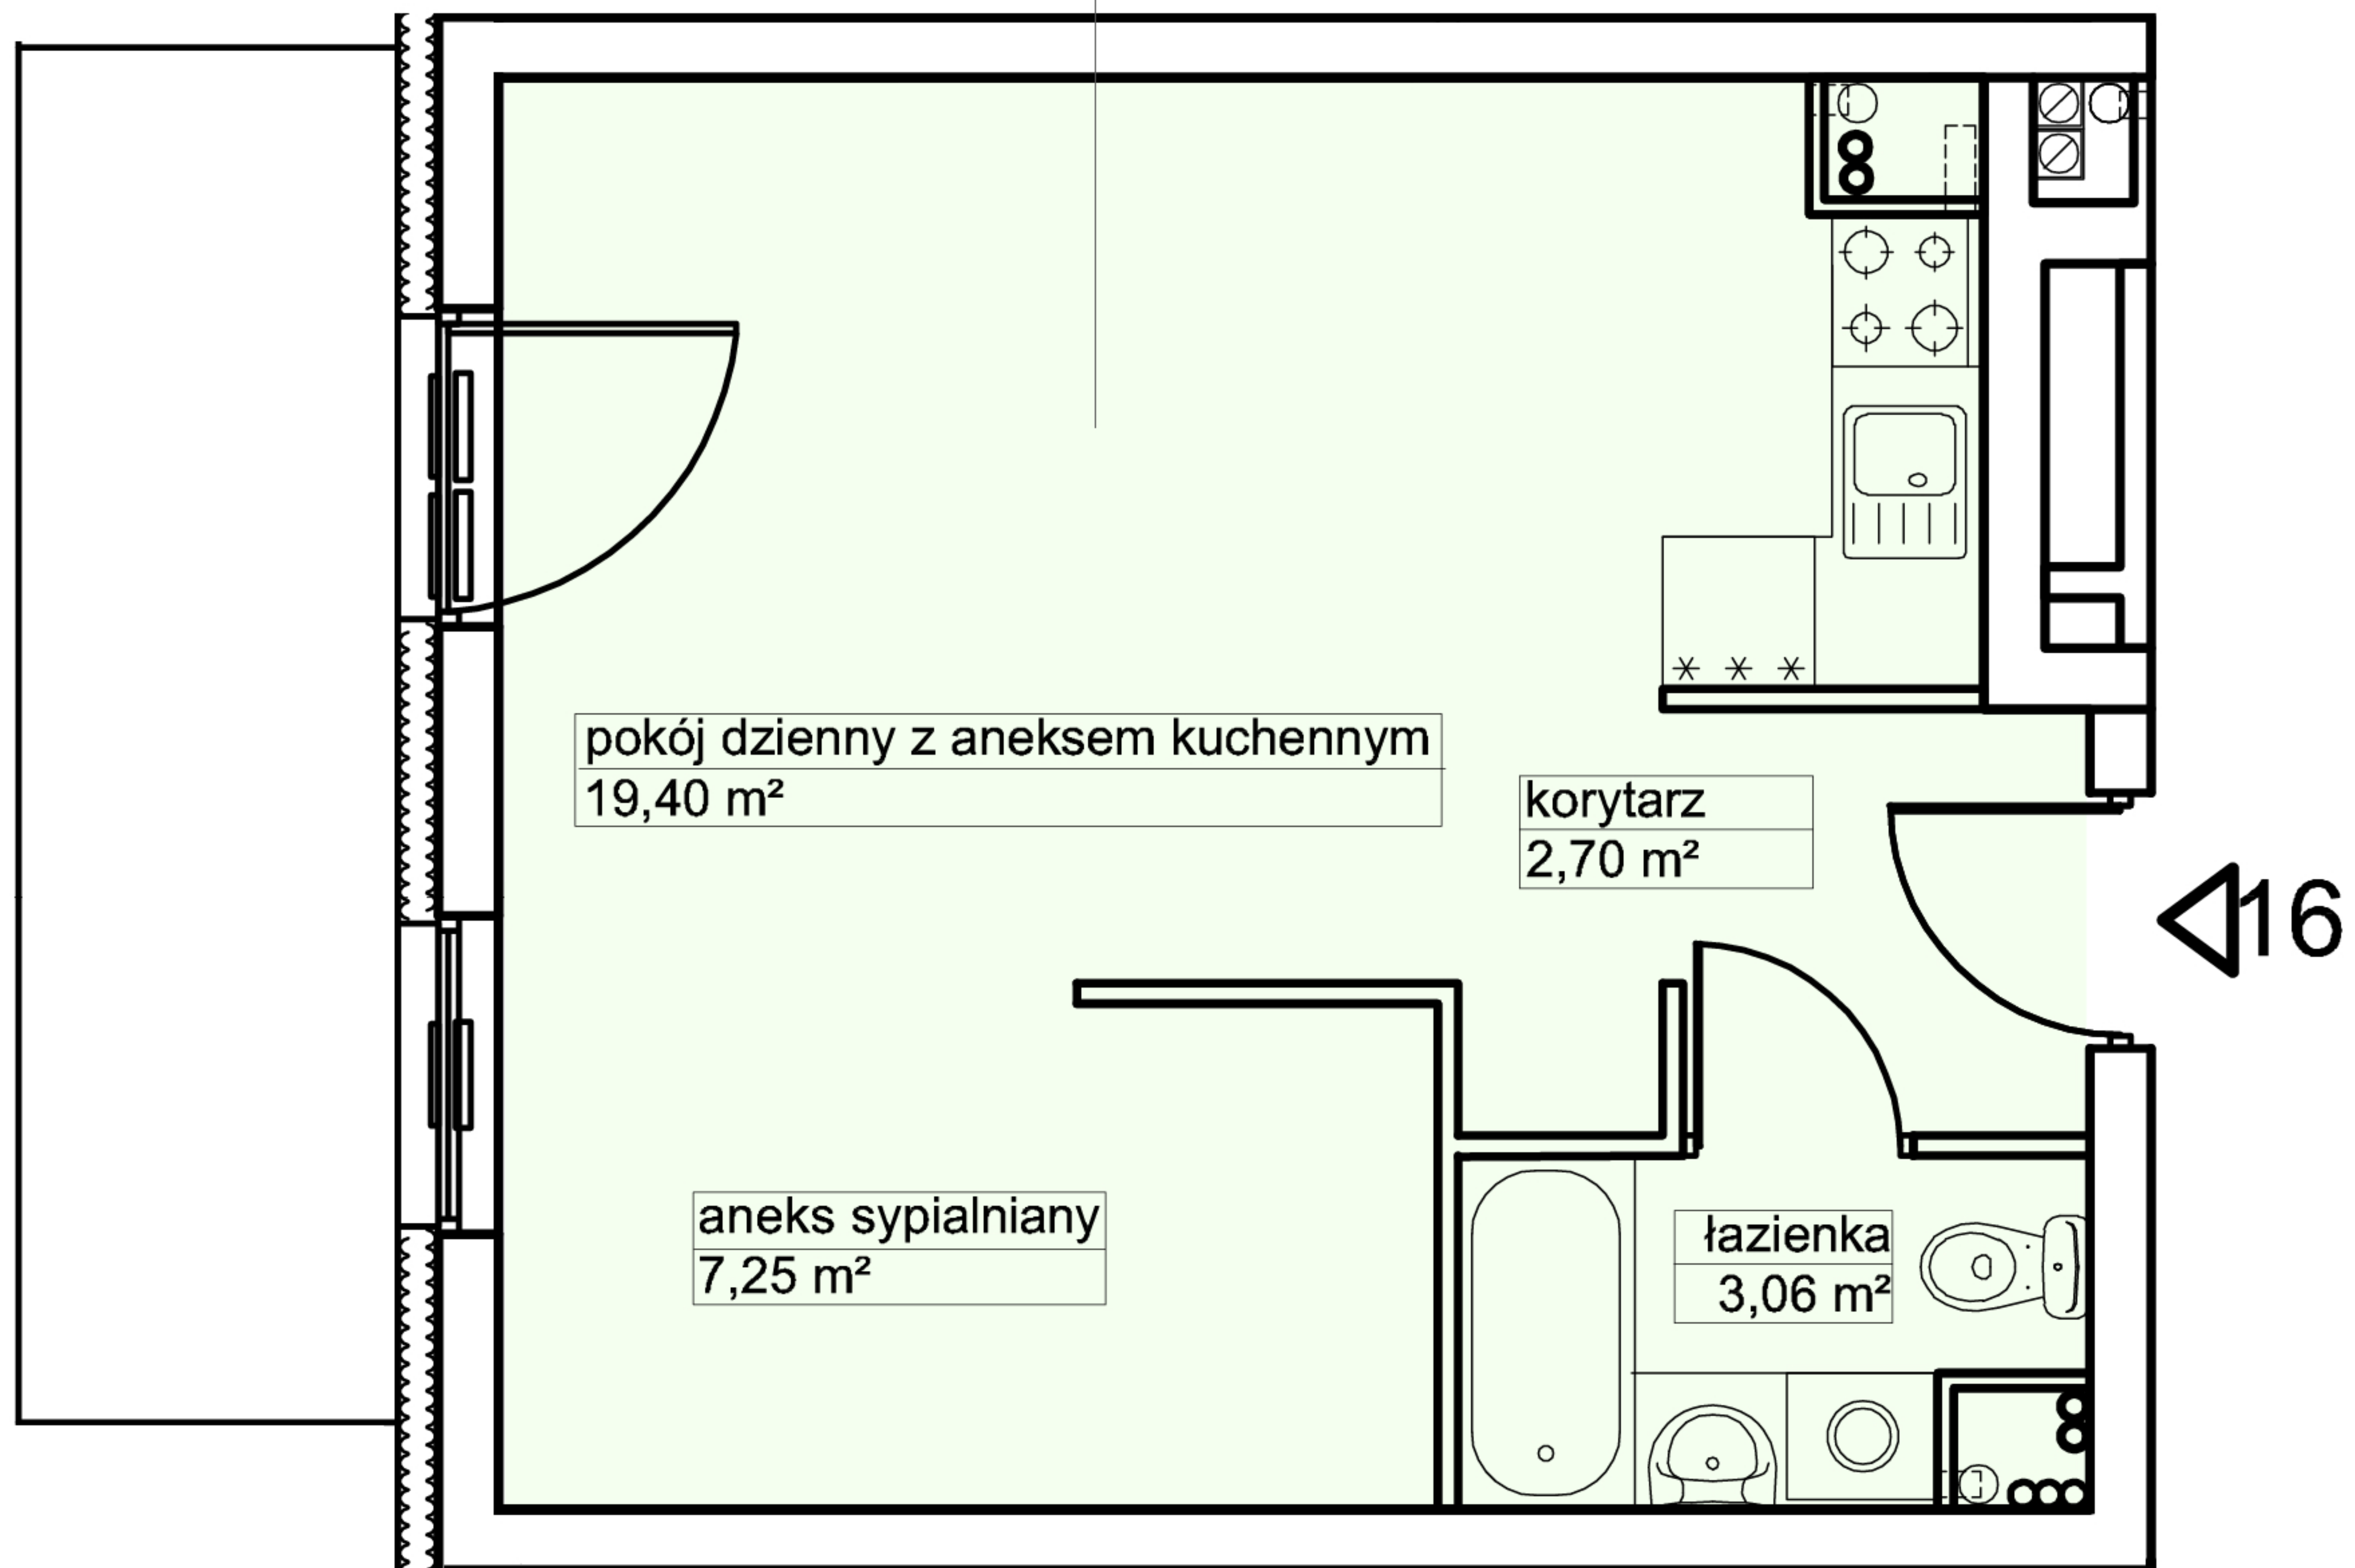 pokój dzienny z aneksem kuchennym
19,40 m²
korytarz
2,70 m²
16
aneks sypialniany
7,25 m²
łazienka
3,06 m²